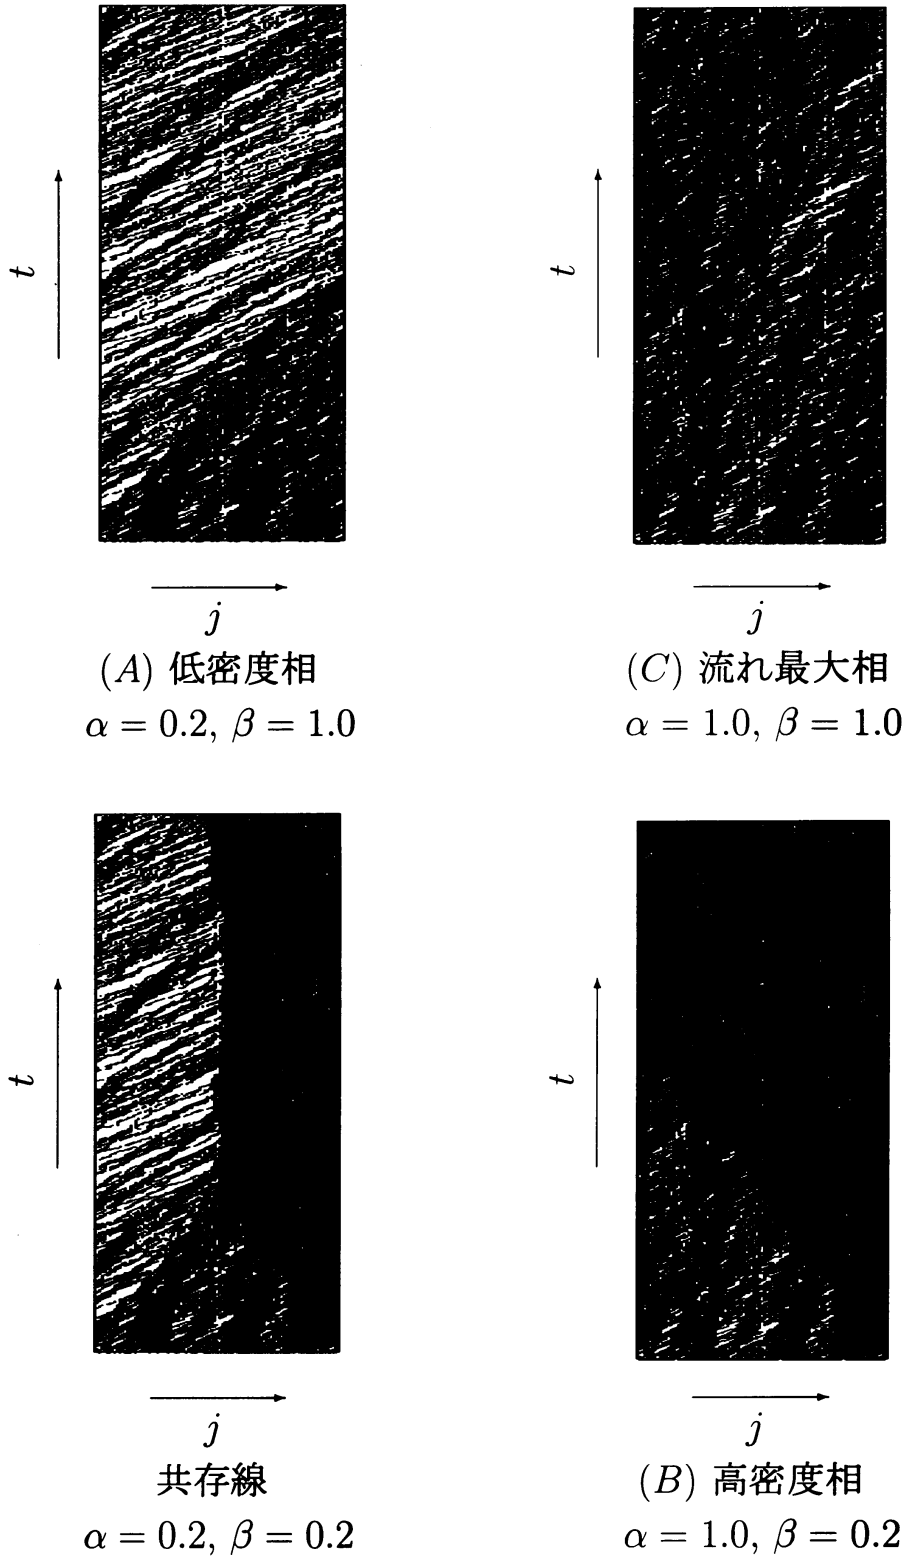 t
t
j
j
(A) 低密度相
(C) 流れ最大相
α = 0.2, β = 1.0
α = 1.0, β = 1.0
t
t
j
j
共存線
(B) 高密度相
α = 0.2, β = 0.2
α = 1.0, β = 0.2